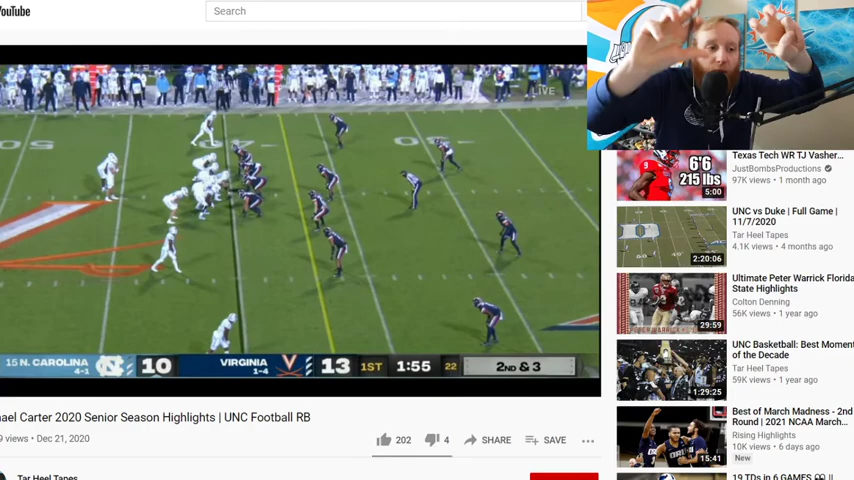 YouTube
Search
LIVE
15 N. CAROLINA
4-1
10
VIRGINIA
1-4
13
1ST
1:55
22
2ND & 3
ael Carter 2020 Senior Season Highlights | UNC Football RB
9 views • Dec 21, 2020
202
4
SHARE
SAVE
Tar Heel Tapes
6'6
215 lbs
5:00
Texas Tech WR TJ Vasher...
JustBombsProductions
97K views • 1 month ago
2:20:06
UNC vs Duke | Full Game |
11/7/2020
Tar Heel Tapes
4.1K views • 4 months ago
29:59
Ultimate Peter Warrick Florida
State Highlights
Colton Denning
56K views • 1 year ago
1:29:25
UNC Basketball: Best Momen
of the Decade
Tar Heel Tapes
59K views • 1 year ago
15:41
Best of March Madness - 2nd
Round | 2021 NCAA March...
Rising Highlights
10K views • 6 days ago
New
19 TDs in 6 GAMES